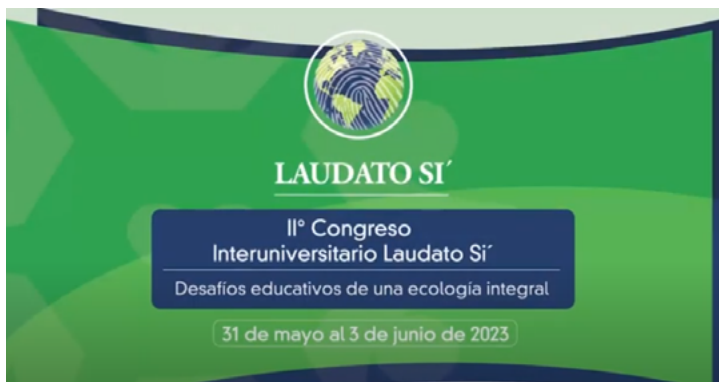 LAUDATO SI´
II° Congreso
Interuniversitario Laudato Si´
Desafíos educativos de una ecología integral
31 de mayo al 3 de junio de 2023